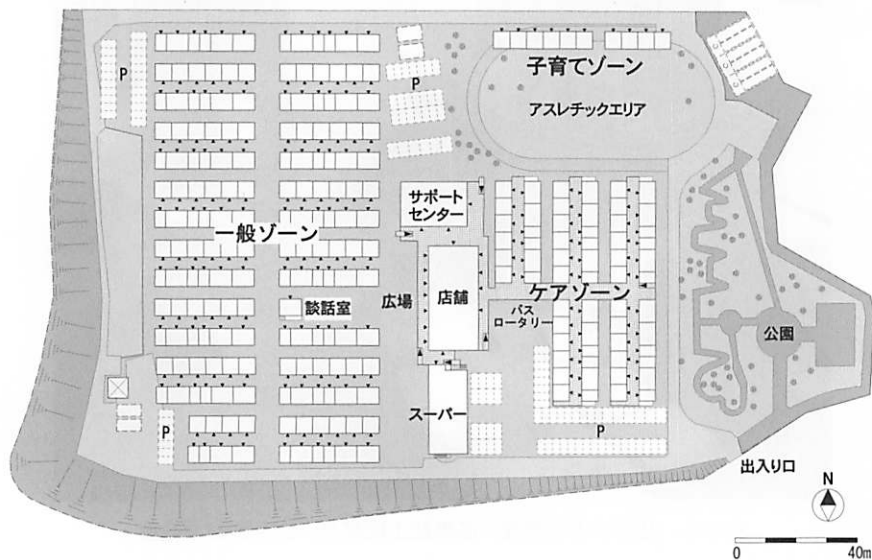 子育てゾーン
アスレチックエリア
P
P
サポート
センター
一般ゾーン
談話室
広場
店舗
ケアゾーン
バス
ロータリー
公園
スーパー
P
P
出入り口
N
0
40m